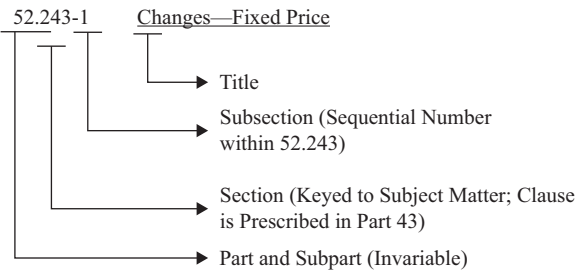 52.243-1 Changes—Fixed Price
Title
Subsection (Sequential Number
within 52.243)
Section (Keyed to Subject Matter; Clause
is Prescribed in Part 43)
Part and Subpart (Invariable)